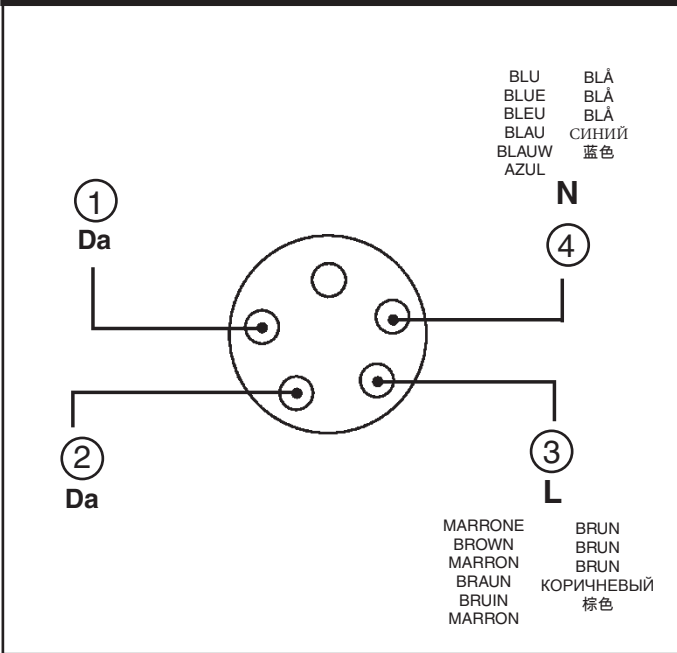 BLU BLÅ
BLUE BLÅ
BLEU BLÅ
BLAU СИНИЙ
BLAUW 蓝色
AZUL
N
4
1
Da
2
Da
3
L
MARRONE BRUN
BROWN BRUN
MARRON BRUN
BRAUN КОРИЧНЕВЫЙ
BRUIN 棕色
MARRON